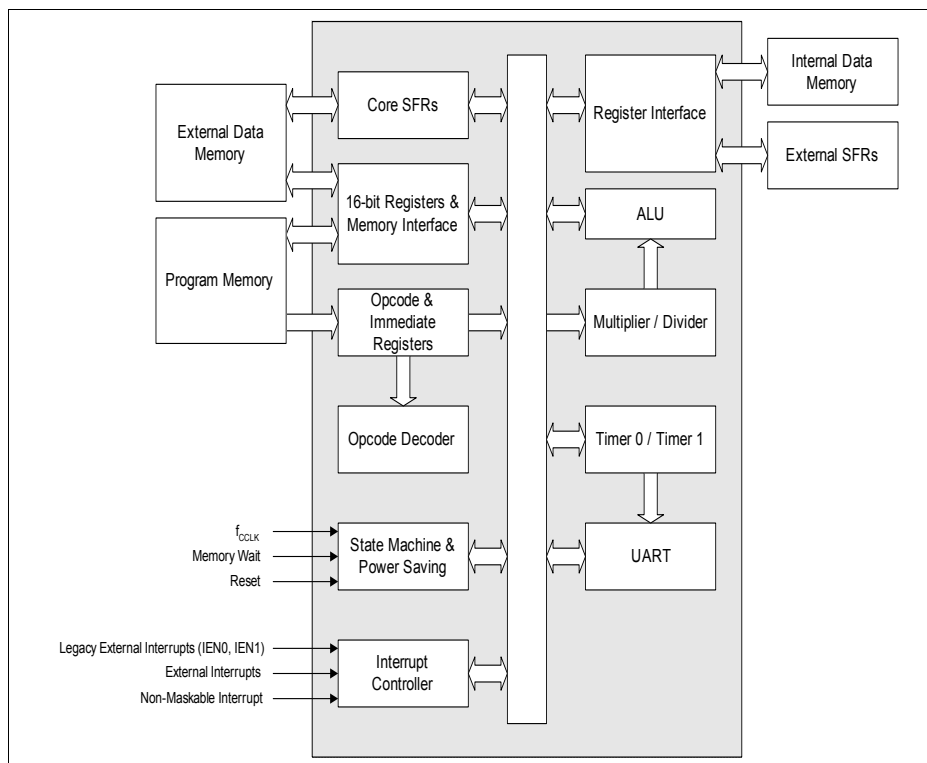 External Data
Memory
Program Memory
Core SFRs
16-bit Registers &
Memory Interface
Opcode &
Immediate
Registers
Opcode Decoder
fCCLK
Memory Wait
Reset
State Machine &
Power Saving
Legacy External Interrupts (IEN0, IEN1)
External Interrupts
Non-Maskable Interrupt
Interrupt
Controller
Register Interface
ALU
Multiplier / Divider
Timer 0 / Timer 1
UART
Internal Data
Memory
External SFRs